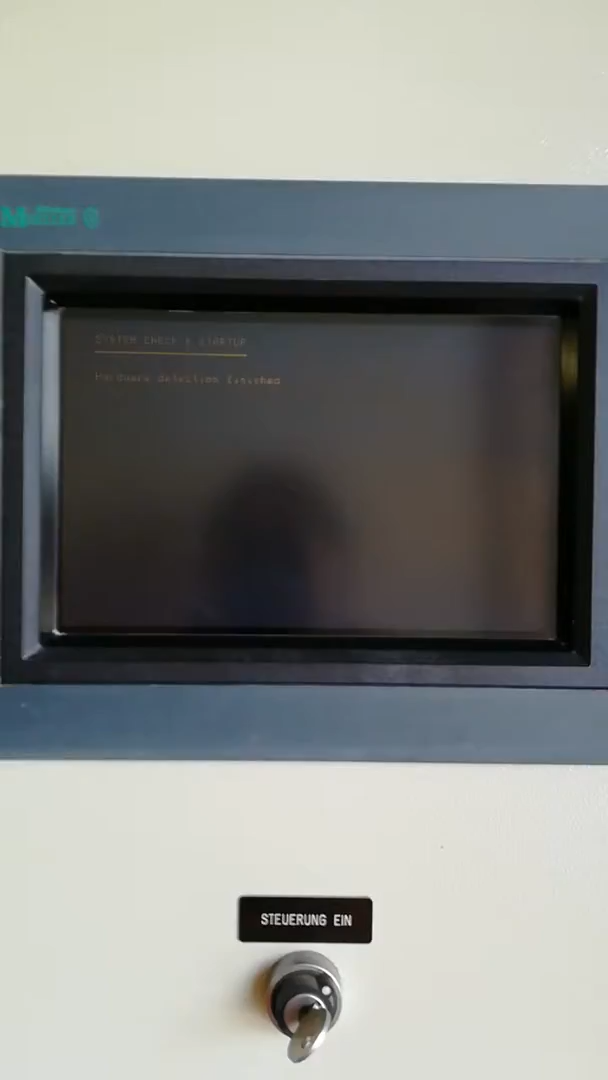 SYSTEM CHECK & STARTUP
Hardware detection finished
STEUERUNG EIN